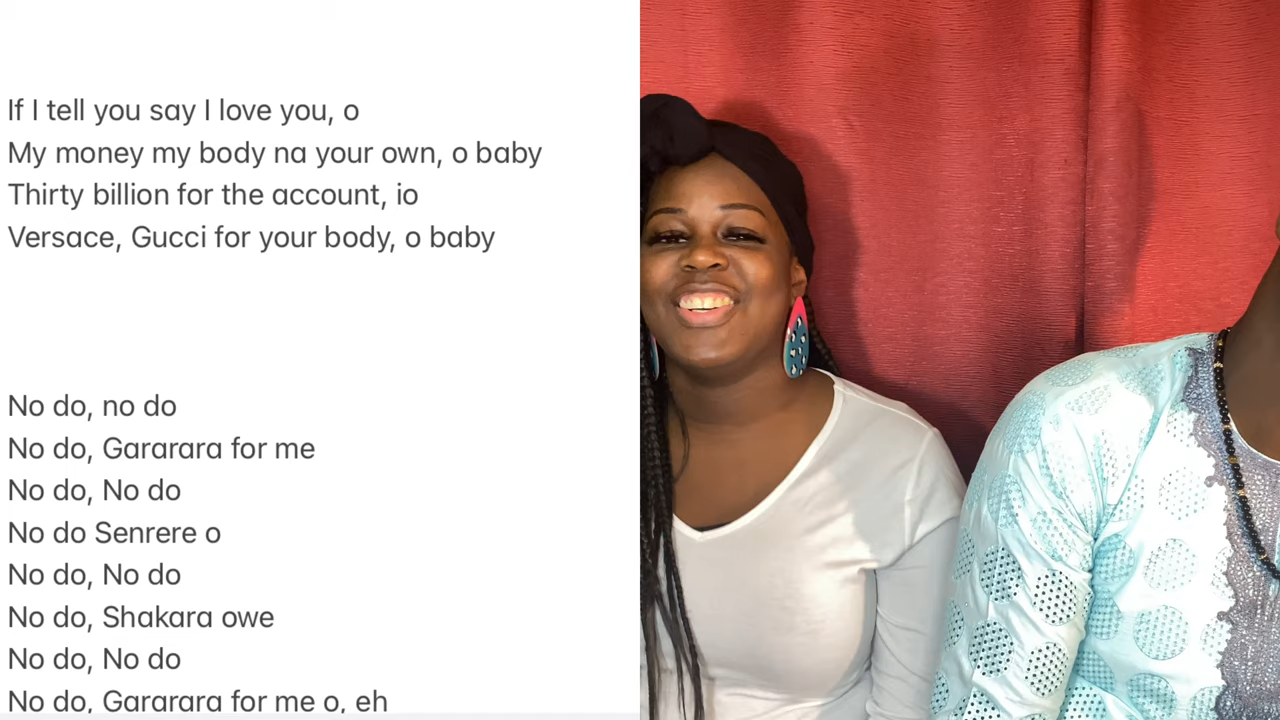 If I tell you say I love you, o
My money my body na your own, o baby
Thirty billion for the account, io
Versace, Gucci for your body, o baby
No do, no do
No do, Gararara for me
No do, No do
No do Senrere o
No do, No do
No do, Shakara owe
No do, No do
No do, Gararara for me o, eh